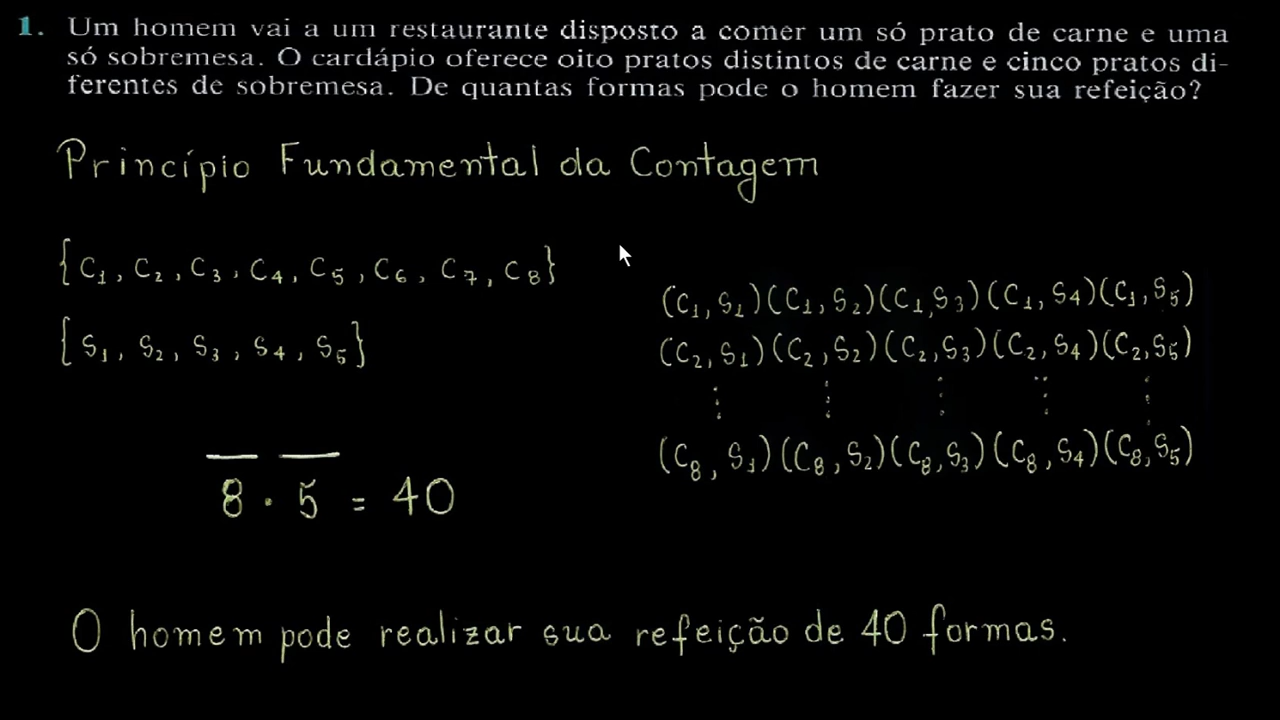 1. Um homem vai a um restaurante disposto a comer um só prato de carne e uma
só sobremesa. O cardápio oferece oito pratos distintos de carne e cinco pratos di-
ferentes de sobremesa. De quantas formas pode o homem fazer sua refeição?
Princípio Fundamental da Contagem
{C₁, C₂, C₃, C₄, C₅, C₆, C₇, C₈}
{S₁, S₂, S₃, S₄, S₅}
8 · 5 = 40
(C₁, S₁)(C₁, S₂)(C₁, S₃)(C₁, S₄)(C₁, S₅)
(C₂, S₁)(C₂, S₂)(C₂, S₃)(C₂, S₄)(C₂, S₅)
⋮ ⋮ ⋮ ⋮ ⋮
(C₈, S₁)(C₈, S₂)(C₈, S₃)(C₈, S₄)(C₈, S₅)
O homem pode realizar sua refeição de 40 formas.